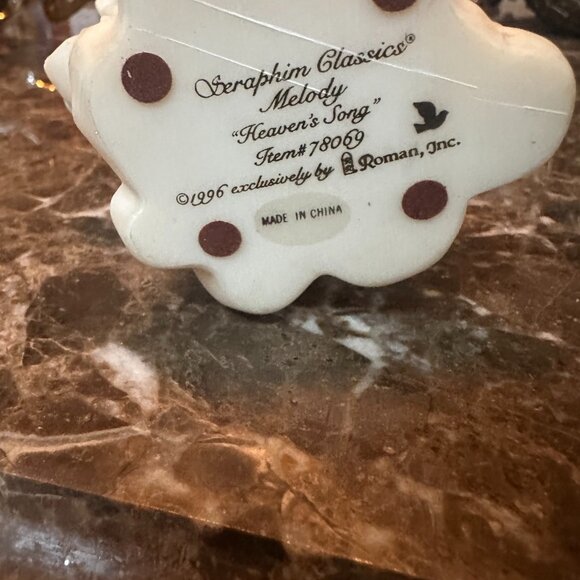 Seraphim Classics®
Melody
"Heaven's Song"
Item# 78069
©1996 exclusively by Roman, Inc.
MADE IN CHINA